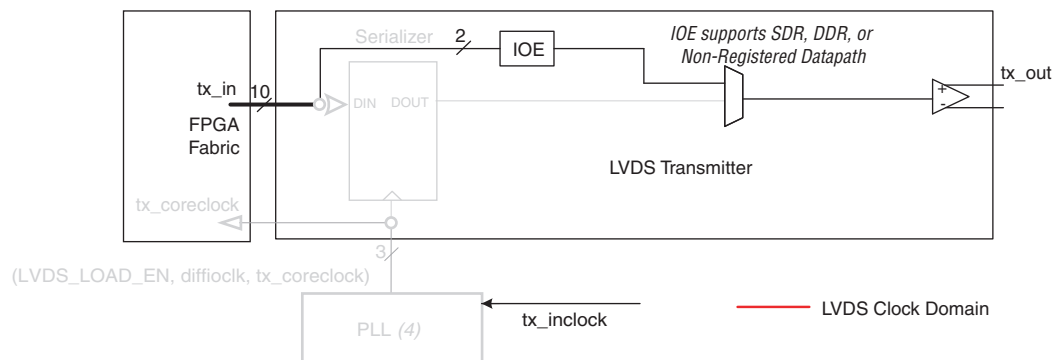 Serializer
2
IOE
IOE supports SDR, DDR, or
Non-Registered Datapath
tx_in
10
FPGA
Fabric
DIN
DOUT
+
-
tx_out
LVDS Transmitter
tx_coreclock
3
(LVDS_LOAD_EN, diffioclk, tx_coreclock)
PLL (4)
tx_inclock
LVDS Clock Domain